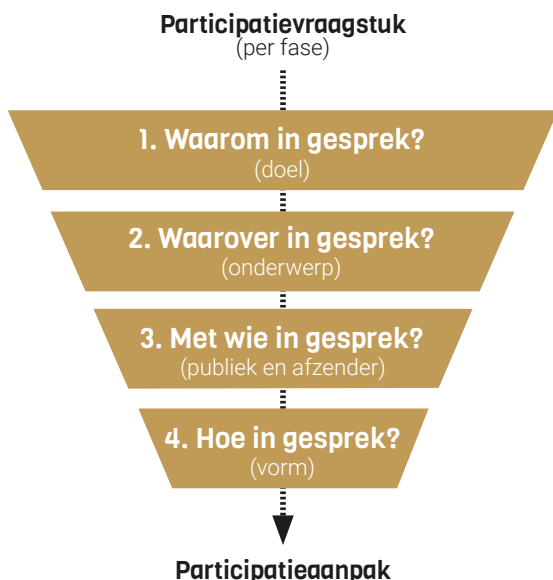 Participatievraagstuk
(per fase)
1. Waarom in gesprek?
(doel)
2. Waarover in gesprek?
(onderwerp)
3. Met wie in gesprek?
(publiek en afzender)
4. Hoe in gesprek?
(vorm)
Participatieaanpak